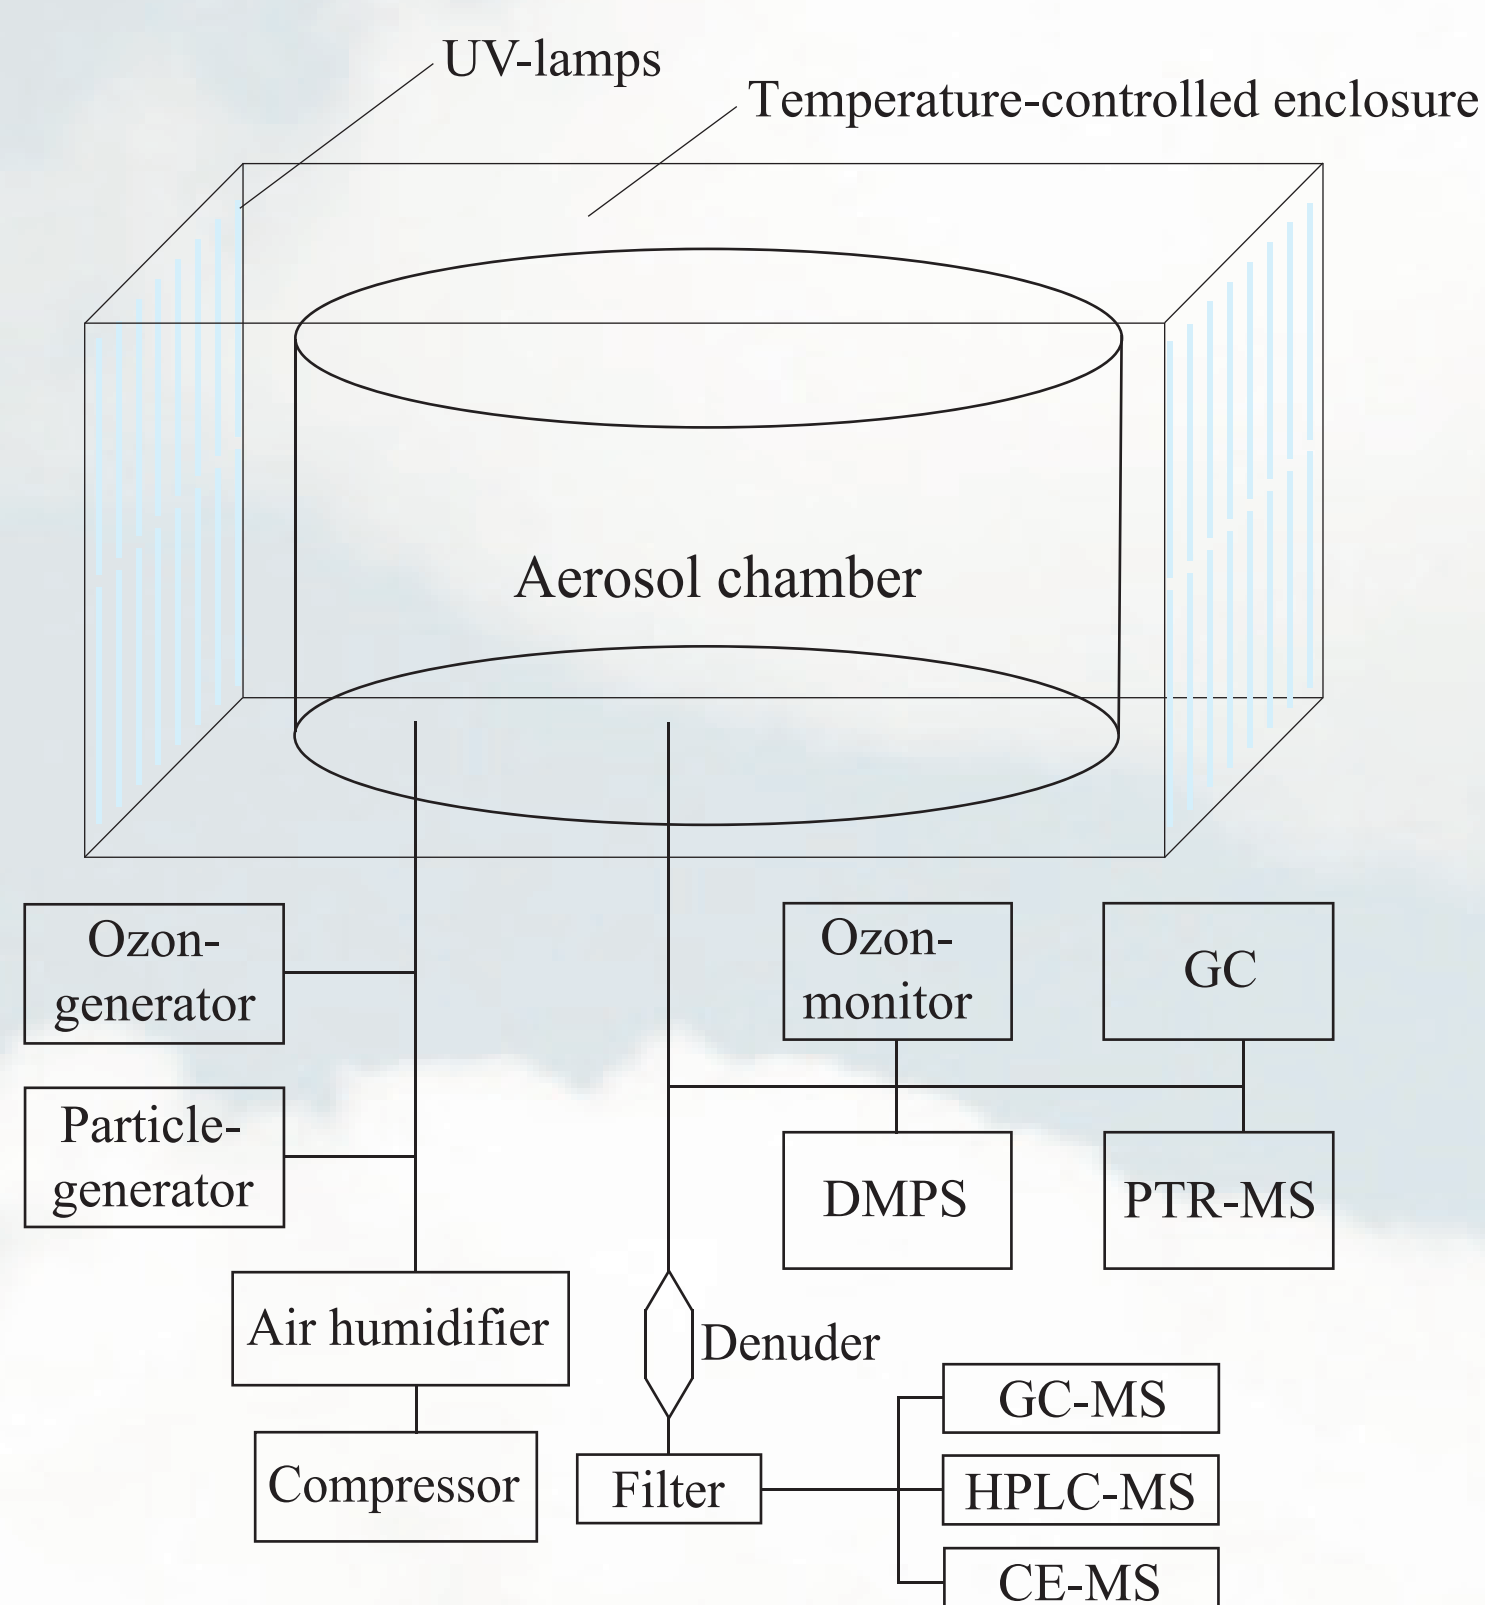 UV-lamps
Temperature-controlled enclosure
Aerosol chamber
Ozon-
generator
Ozon-
monitor
GC
Particle-
generator
DMPS
PTR-MS
Air humidifier
Denuder
Compressor
Filter
GC-MS
HPLC-MS
CE-MS